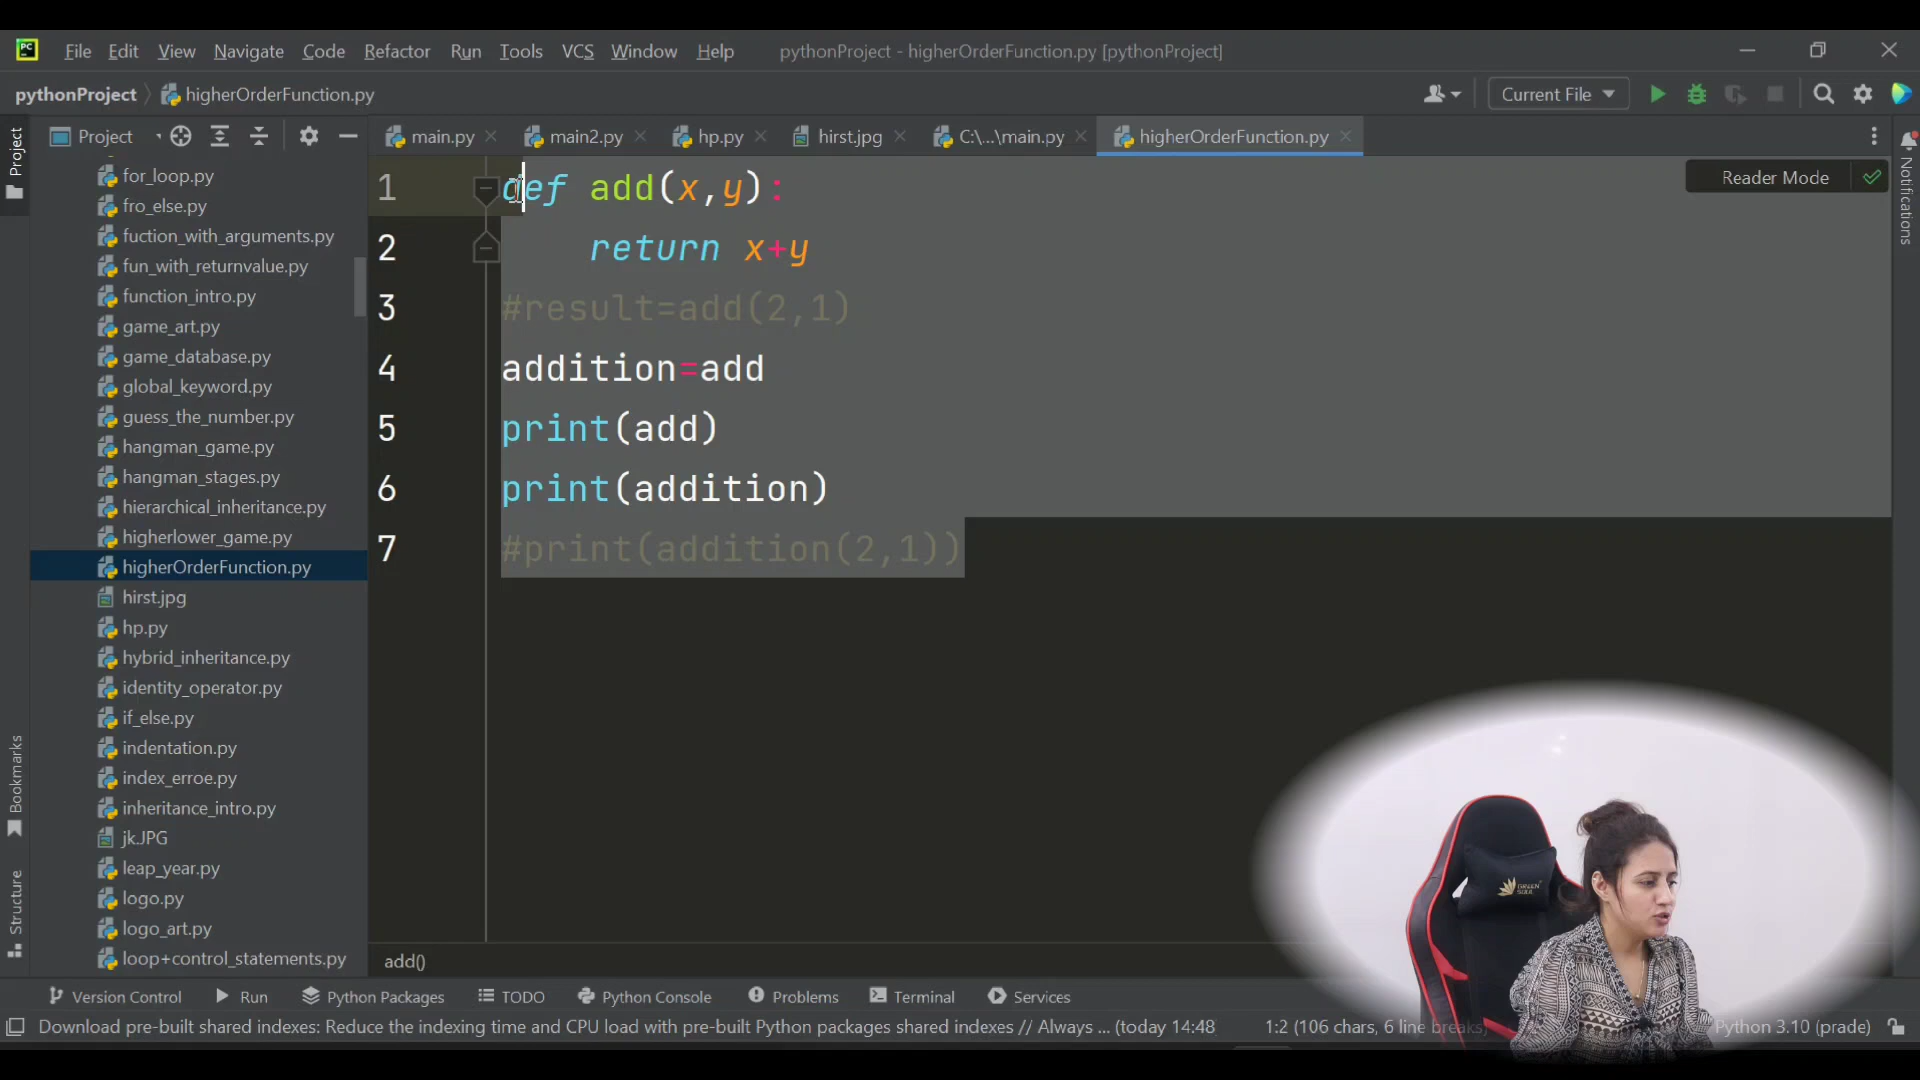 PC File Edit View Navigate Code Refactor Run Tools VCS Window Help pythonProject - higherOrderFunction.py [pythonProject]
pythonProject higherOrderFunction.py Current File
Project
Project main.py main2.py hp.py hirst.jpg C:\...\main.py higherOrderFunction.py
Notifications
Bookmarks
Structure
for_loop.py
fro_else.py
fuction_with_arguments.py
fun_with_returnvalue.py
function_intro.py
game_art.py
game_database.py
global_keyword.py
guess_the_number.py
hangman_game.py
hangman_stages.py
hierarchical_inheritance.py
higherlower_game.py
higherOrderFunction.py
hirst.jpg
hp.py
hybrid_inheritance.py
identity_operator.py
if_else.py
indentation.py
index_erroe.py
inheritance_intro.py
jk.JPG
leap_year.py
logo.py
logo_art.py
loop+control_statements.py
Reader Mode
1 def add(x,y):
2 return x+y
3 #result=add(2,1)
4 addition=add
5 print(add)
6 print(addition)
7 #print(addition(2,1))
GREEN SOUL
add()
Version Control Run Python Packages TODO Python Console Problems Terminal Services
Download pre-built shared indexes: Reduce the indexing time and CPU load with pre-built Python packages shared indexes // Always ... (today 14:48 1:2 (106 chars, 6 line breaks) Python 3.10 (prade)